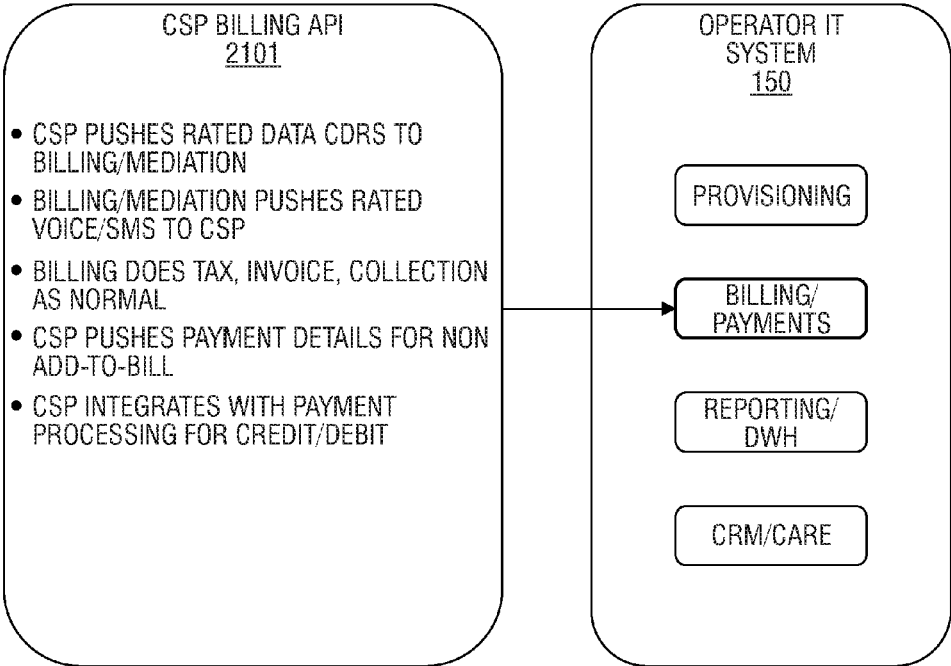 CSP BILLING API
2101
• CSP PUSHES RATED DATA CDRS TO
BILLING/MEDIATION
• BILLING/MEDIATION PUSHES RATED
VOICE/SMS TO CSP
• BILLING DOES TAX, INVOICE, COLLECTION
AS NORMAL
• CSP PUSHES PAYMENT DETAILS FOR NON
ADD-TO-BILL
• CSP INTEGRATES WITH PAYMENT
PROCESSING FOR CREDIT/DEBIT
OPERATOR IT
SYSTEM
150
PROVISIONING
BILLING/
PAYMENTS
REPORTING/
DWH
CRM/CARE